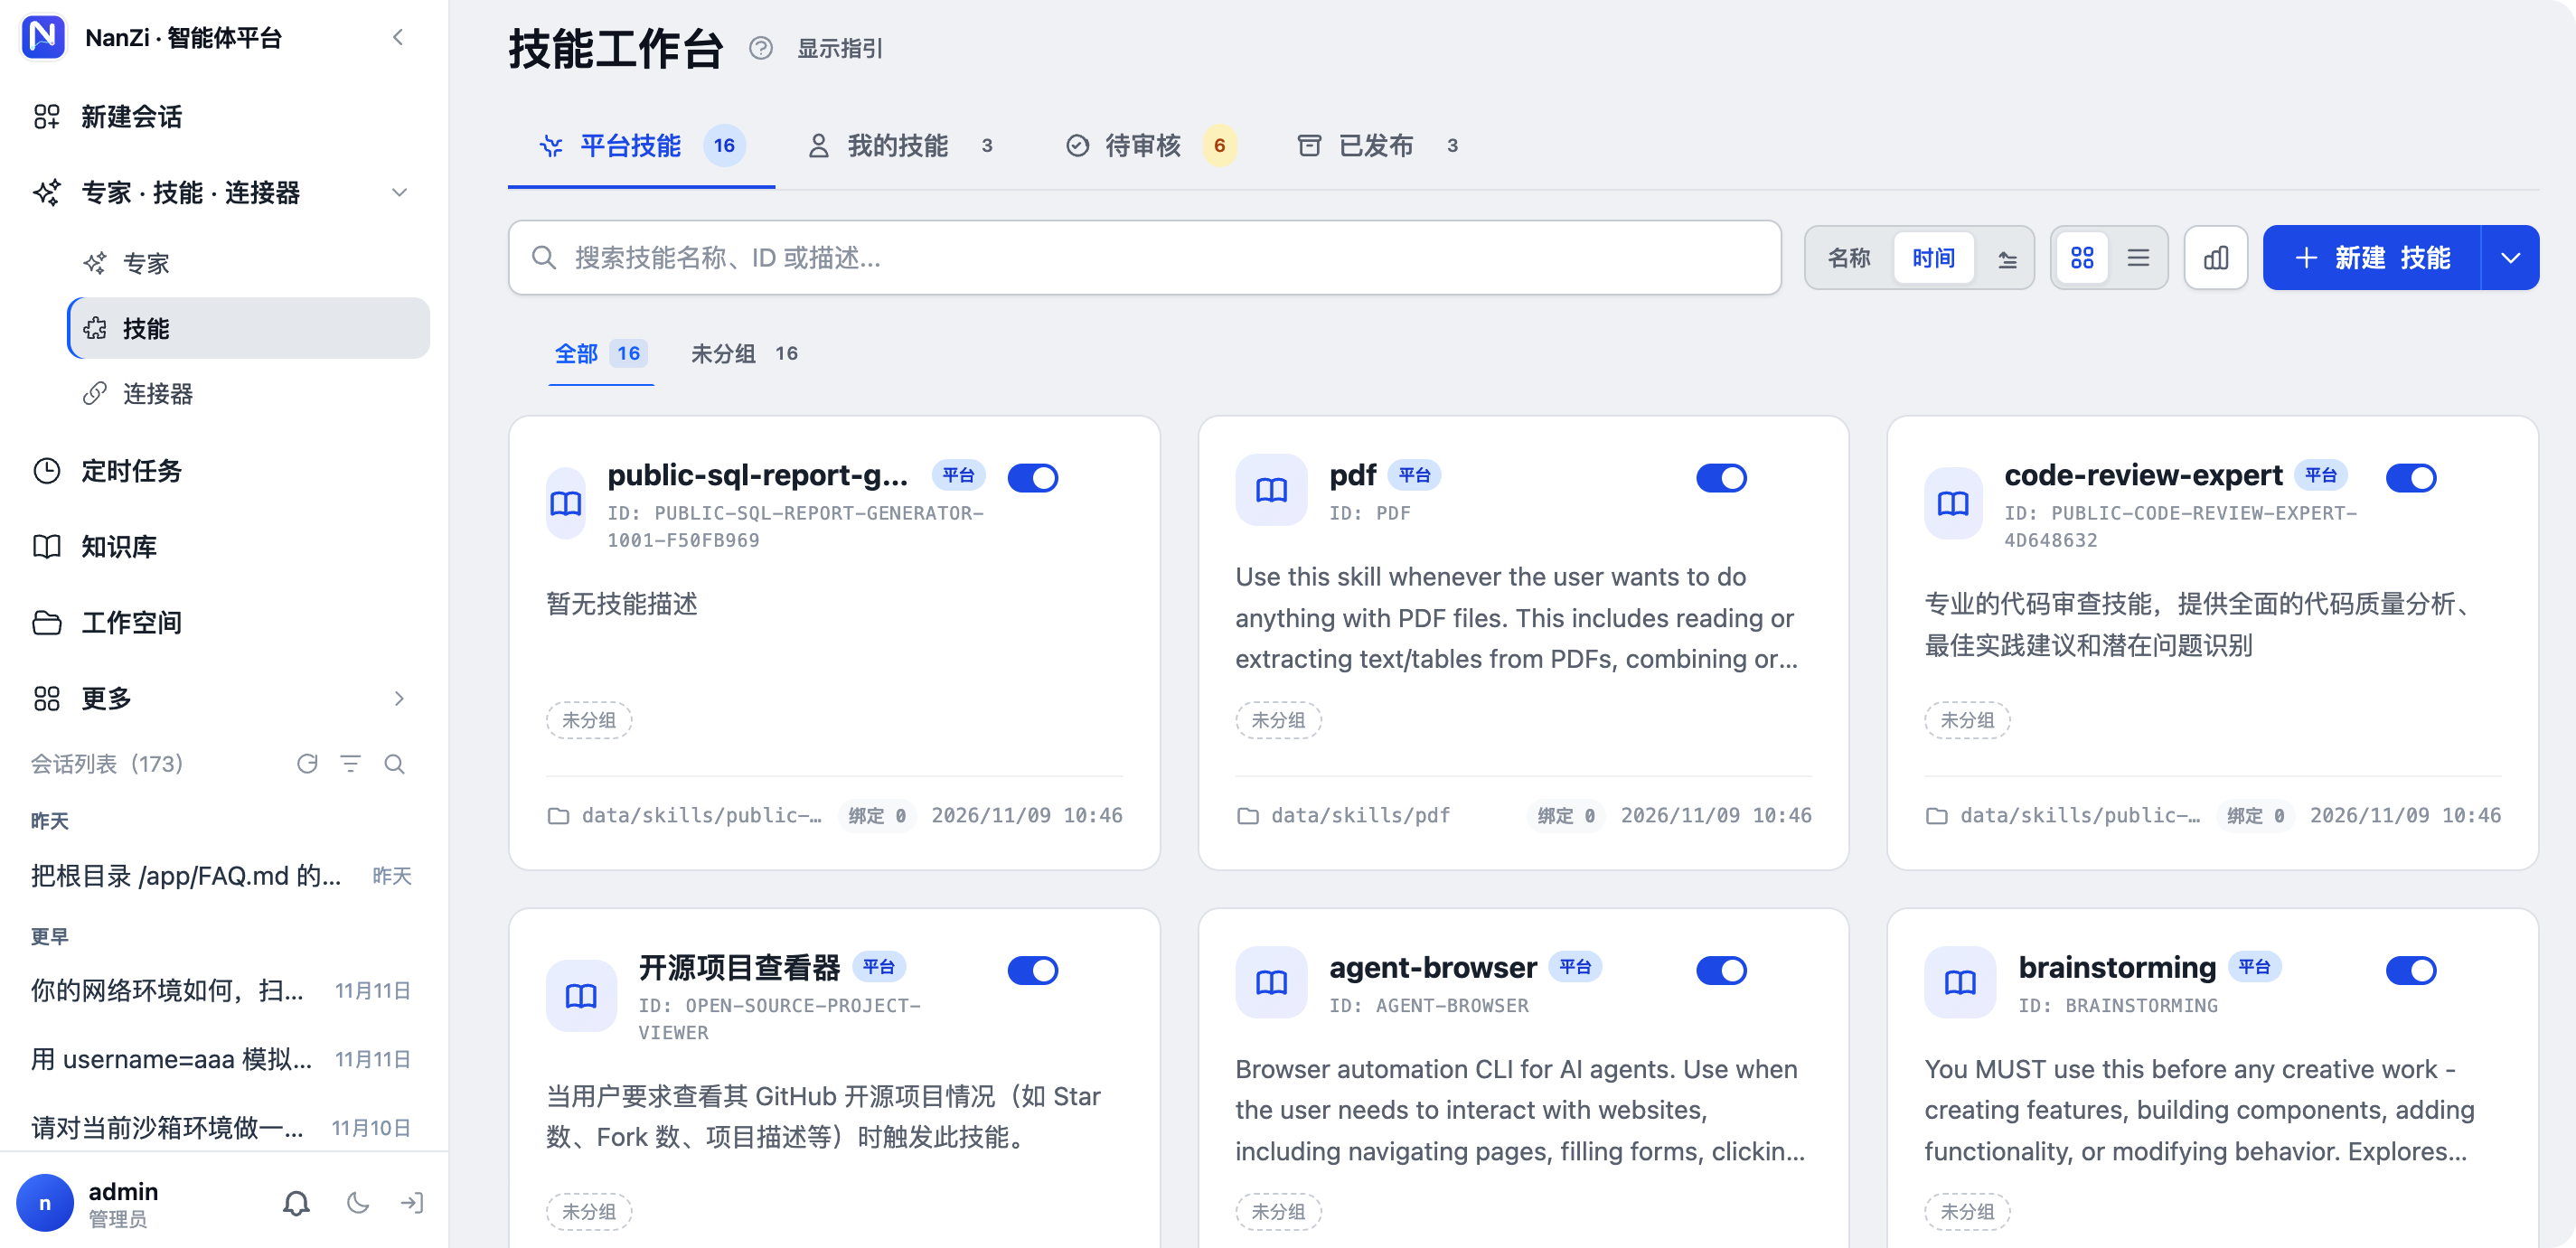 NanZi · 智能体平台
新建会话
专家 · 技能 · 连接器
专家
技能
连接器
定时任务
知识库
工作空间
更多
会话列表（173）
昨天
把根目录 /app/FAQ.md 的... 昨天
更早
你的网络环境如何，扫... 11月11日
用 username=aaa 模拟... 11月11日
请对当前沙箱环境做一... 11月10日
n
admin
管理员
技能工作台 显示指引
平台技能 16 我的技能 3 待审核 6 已发布 3
搜索技能名称、ID 或描述...
名称 时间
新建 技能
全部 16 未分组 16
public-sql-report-g... 平台
ID: PUBLIC-SQL-REPORT-GENERATOR-
1001-F50FB969
暂无技能描述
未分组
data/skills/public-… 绑定 0 2026/11/09 10:46
pdf 平台
ID: PDF
Use this skill whenever the user wants to do
anything with PDF files. This includes reading or
extracting text/tables from PDFs, combining or...
未分组
data/skills/pdf 绑定 0 2026/11/09 10:46
code-review-expert 平台
ID: PUBLIC-CODE-REVIEW-EXPERT-
4D648632
专业的代码审查技能，提供全面的代码质量分析、
最佳实践建议和潜在问题识别
未分组
data/skills/public-… 绑定 0 2026/11/09 10:46
开源项目查看器 平台
ID: OPEN-SOURCE-PROJECT-
VIEWER
当用户要求查看其 GitHub 开源项目情况（如 Star
数、Fork 数、项目描述等）时触发此技能。
未分组
agent-browser 平台
ID: AGENT-BROWSER
Browser automation CLI for AI agents. Use when
the user needs to interact with websites,
including navigating pages, filling forms, clickin...
未分组
brainstorming 平台
ID: BRAINSTORMING
You MUST use this before any creative work -
creating features, building components, adding
functionality, or modifying behavior. Explores...
未分组